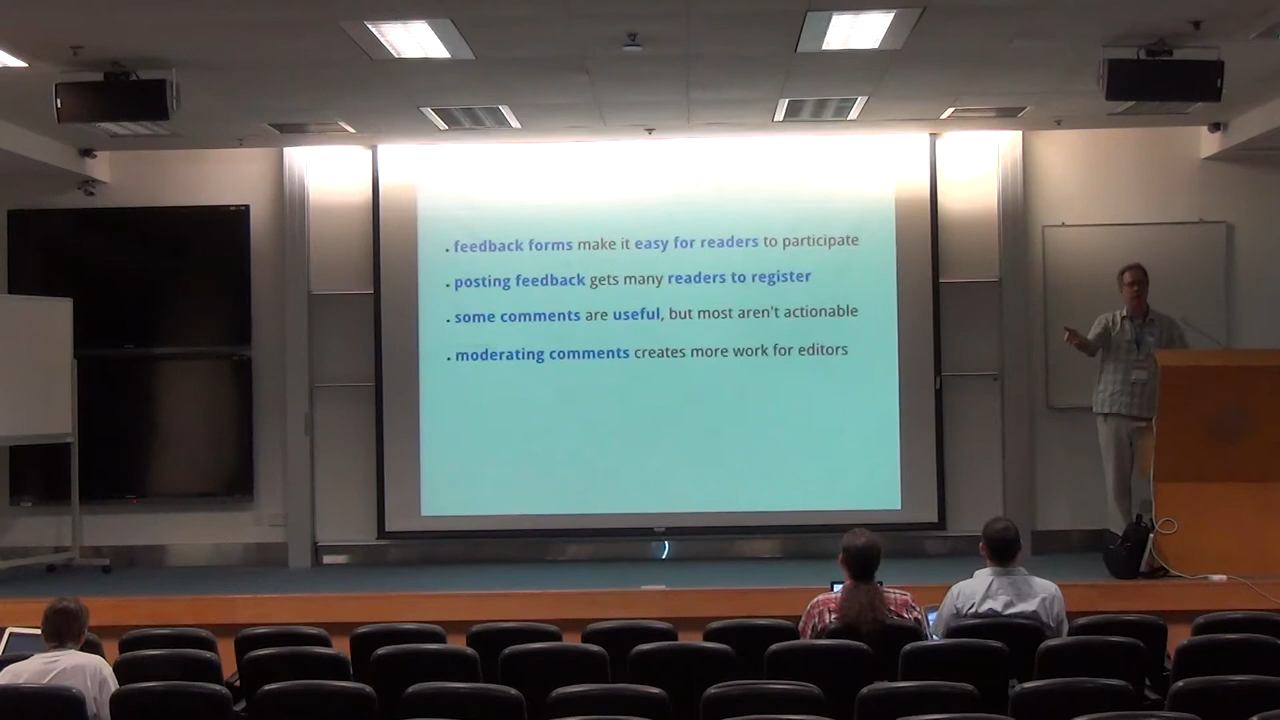 . feedback forms make it easy for readers to participate
. posting feedback gets many readers to register
. some comments are useful, but most aren't actionable
. moderating comments creates more work for editors